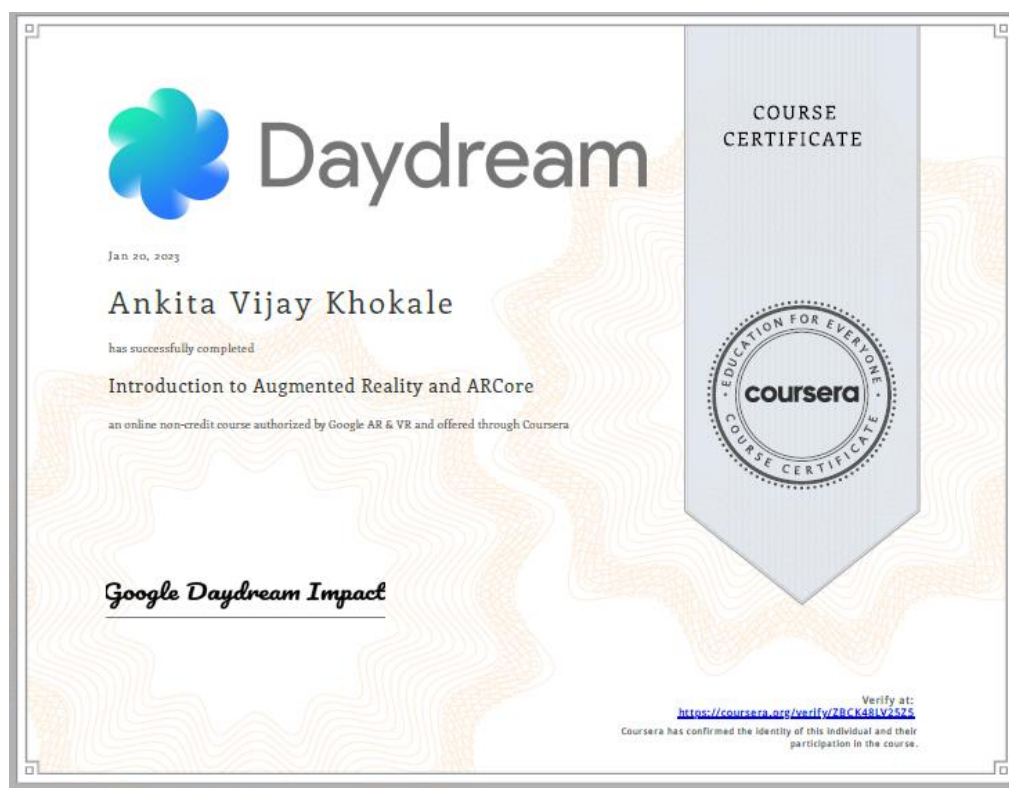 Daydream
COURSE
CERTIFICATE
Jan 20, 2023
Ankita Vijay Khokale
has successfully completed
Introduction to Augmented Reality and ARCore
an online non-credit course authorized by Google AR & VR and offered through Coursera
EDUCATION FOR EVERYONE
coursera
COURSE CERTIFICATE
Google Daydream Impact
Verify at:
https://coursera.org/verify/ZBCK48LV25Z5
Coursera has confirmed the identity of this individual and their
participation in the course.